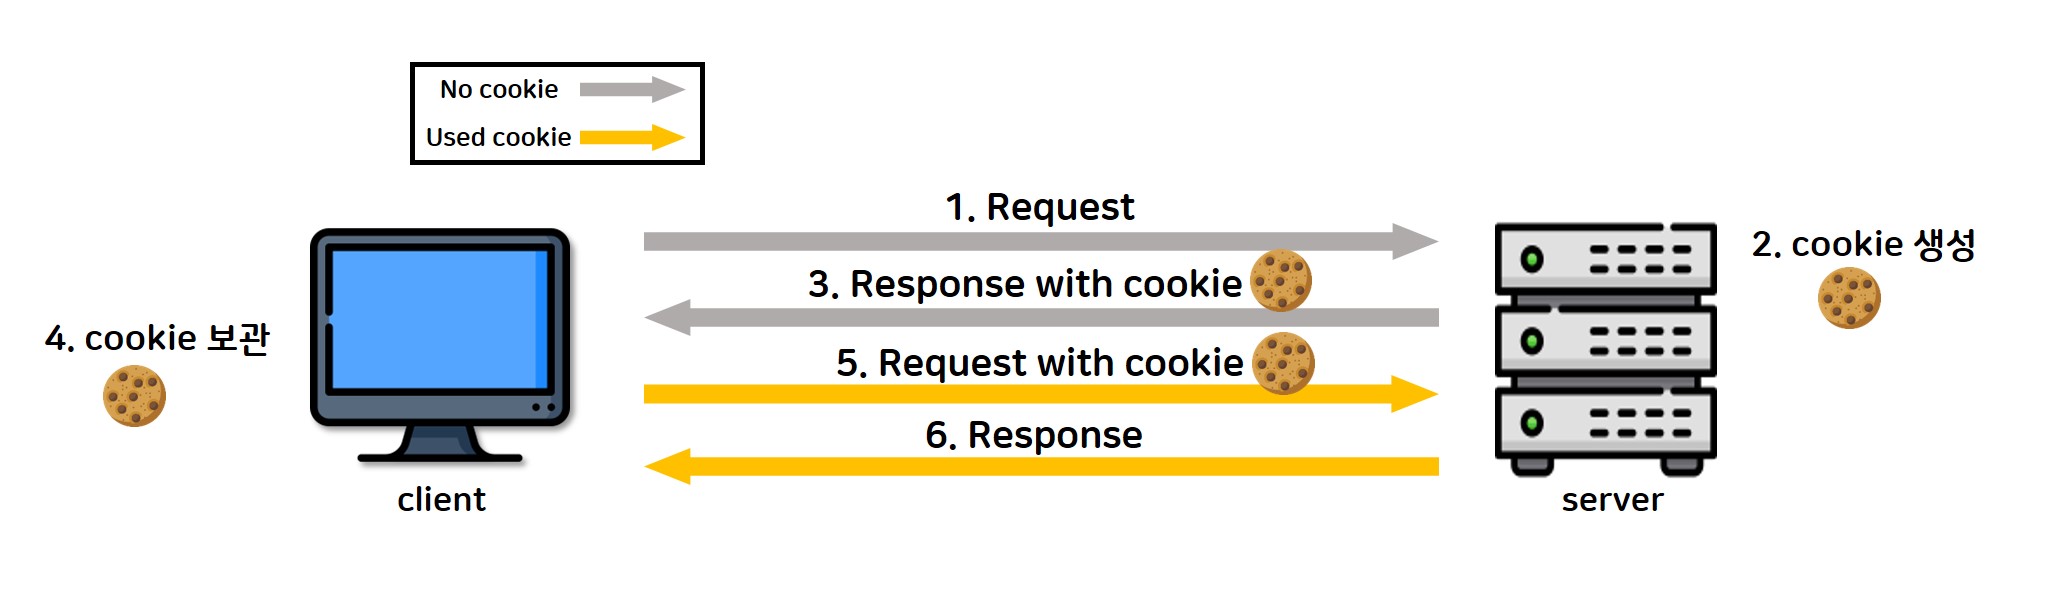 No cookie
Used cookie
1. Request
2. cookie 생성
3. Response with cookie
4. cookie 보관
5. Request with cookie
6. Response
client
server